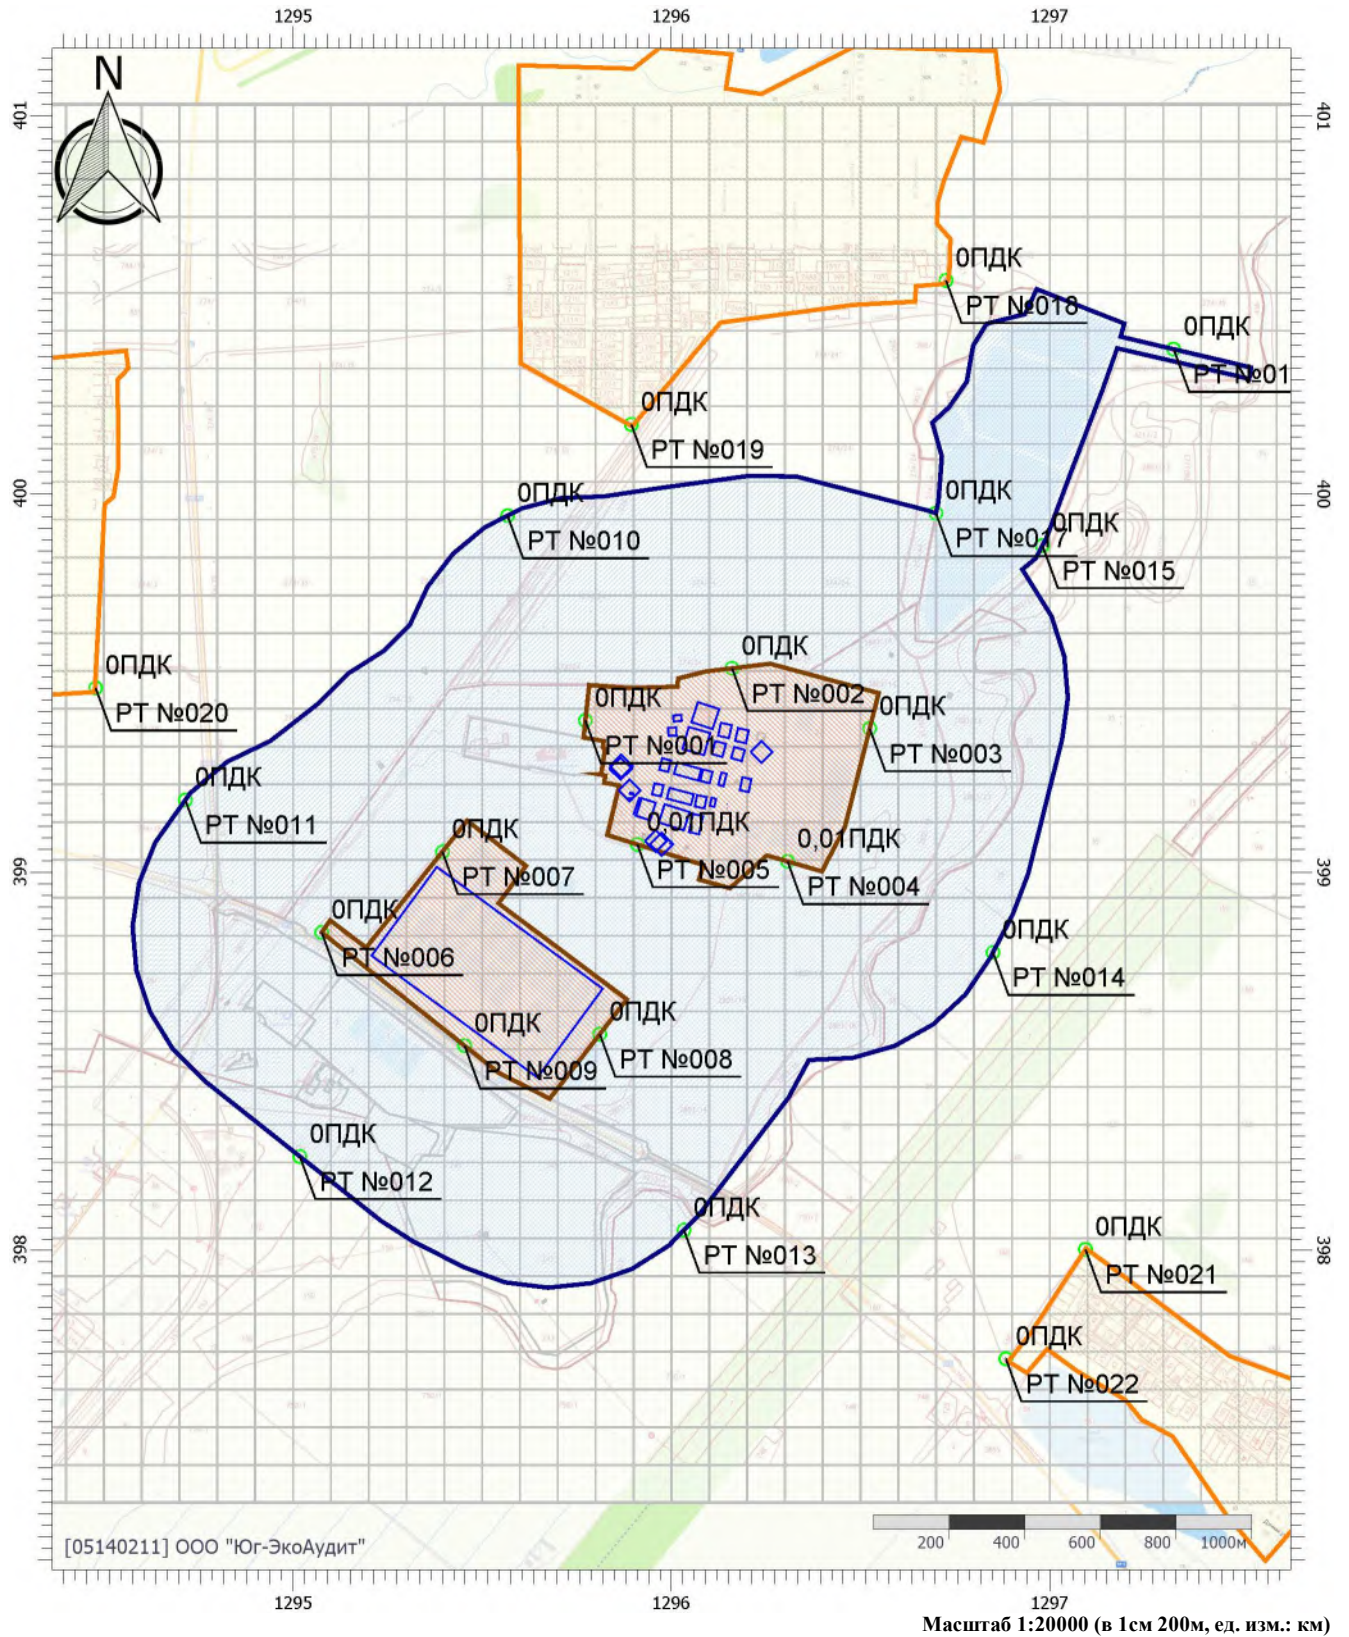 1295
1296
1297
N
401
401
0ПДК
РТ №018
0ПДК
РТ №01
0ПДК
РТ №019
400
400
0ПДК
РТ №010
0ПДК
РТ №017
0ПДК
РТ №015
0ПДК
РТ №020
0ПДК
РТ №002
0ПДК
РТ №001
0ПДК
РТ №003
0ПДК
РТ №011
0,01ПДК
РТ №005
0,01ПДК
РТ №004
399
399
0ПДК
РТ №007
0ПДК
РТ №006
0ПДК
РТ №014
0ПДК
РТ №008
0ПДК
РТ №009
0ПДК
РТ №012
0ПДК
РТ №013
398
398
0ПДК
РТ №021
0ПДК
РТ №022
[05140211] ООО "Юг-ЭкоАудит"
200
400
600
800
1000м
1295
1296
1297
Масштаб 1:20000 (в 1см 200м, ед. изм.: км)